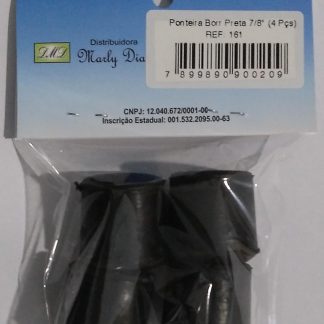 Ponteira Borr Preta 7/8" (4 Pçs)
REF. 161
7 899890 900209
DMD
Distribuidora
Marly Dia
CNPJ: 12.040.672/0001-00
Inscrição Estadual: 001.532.2095.00-63